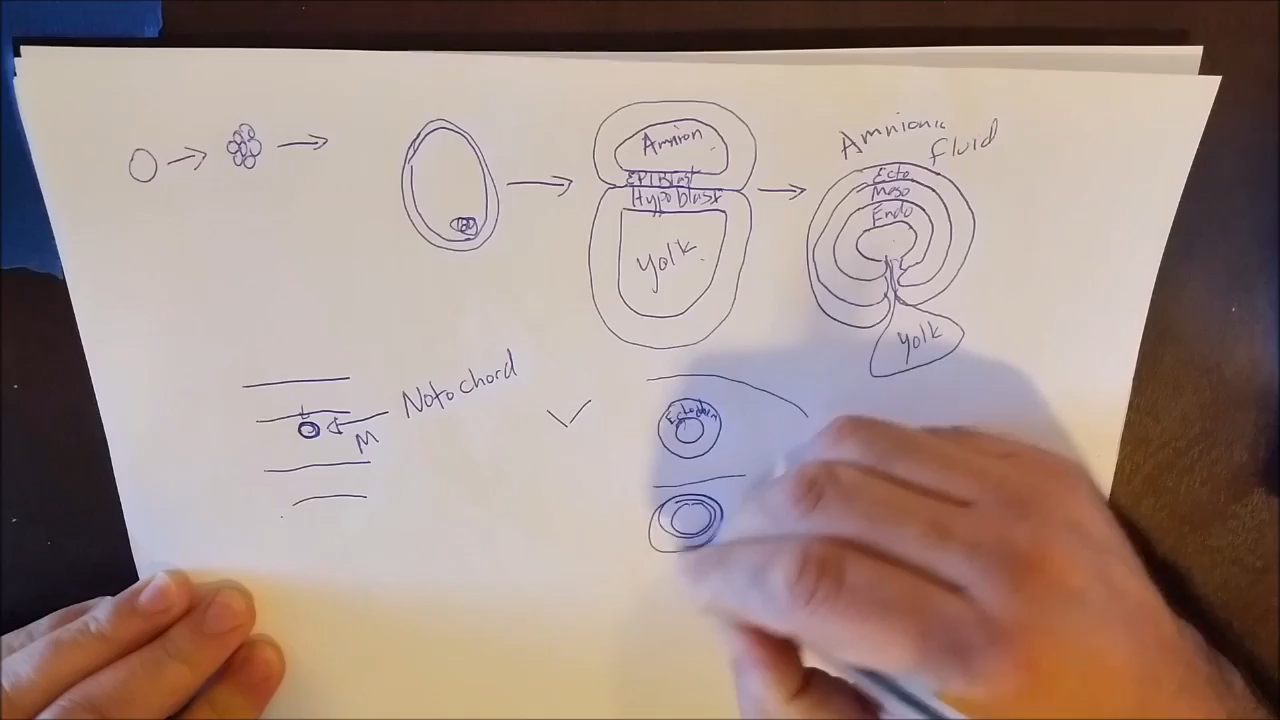 Amnion
EPIBlast
Hypoblast
Yolk
Amnionic
fluid
Ecto
Meso
Endo
Yolk
Notochord
M
Ectoderm